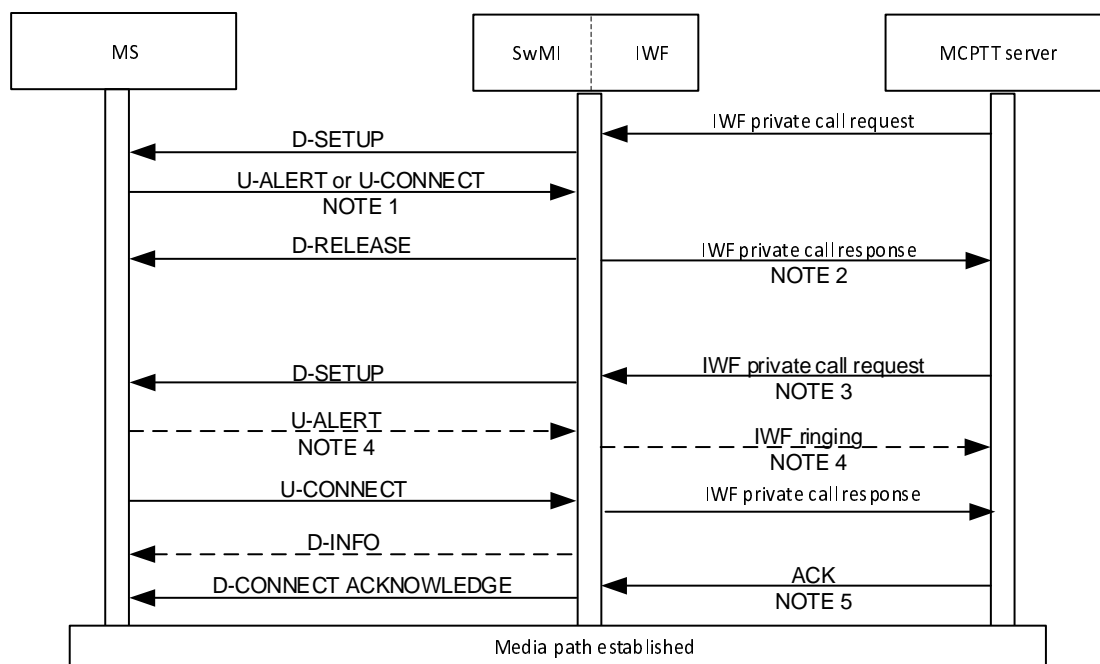 MS
SwMI
IWF
MCPTT server
IWF private call request
D-SETUP
U-ALERT or U-CONNECT
NOTE 1
D-RELEASE
IWF private call response
NOTE 2
D-SETUP
IWF private call request
NOTE 3
U-ALERT
NOTE 4
IWF ringing
NOTE 4
U-CONNECT
IWF private call response
D-INFO
D-CONNECT ACKNOWLEDGE
ACK
NOTE 5
Media path established